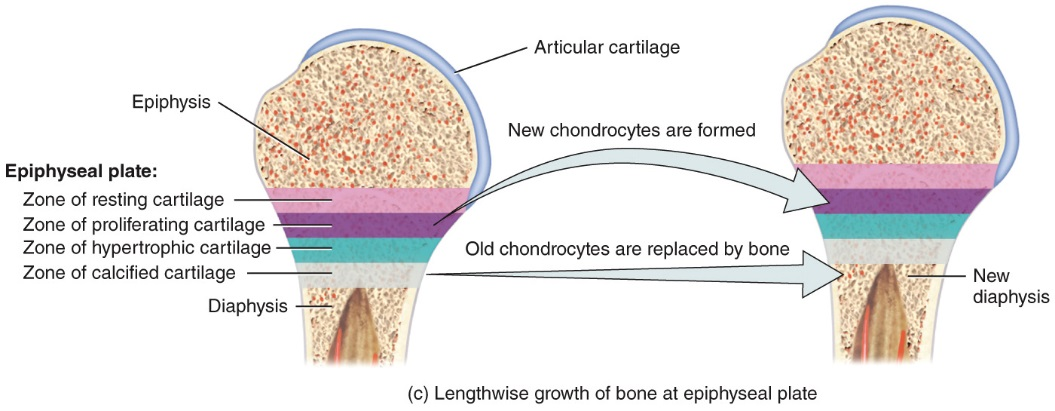 Articular cartilage
Epiphysis
New chondrocytes are formed
Epiphyseal plate:
Zone of resting cartilage
Zone of proliferating cartilage
Zone of hypertrophic cartilage
Zone of calcified cartilage
Old chondrocytes are replaced by bone
Diaphysis
New
diaphysis
(c) Lengthwise growth of bone at epiphyseal plate